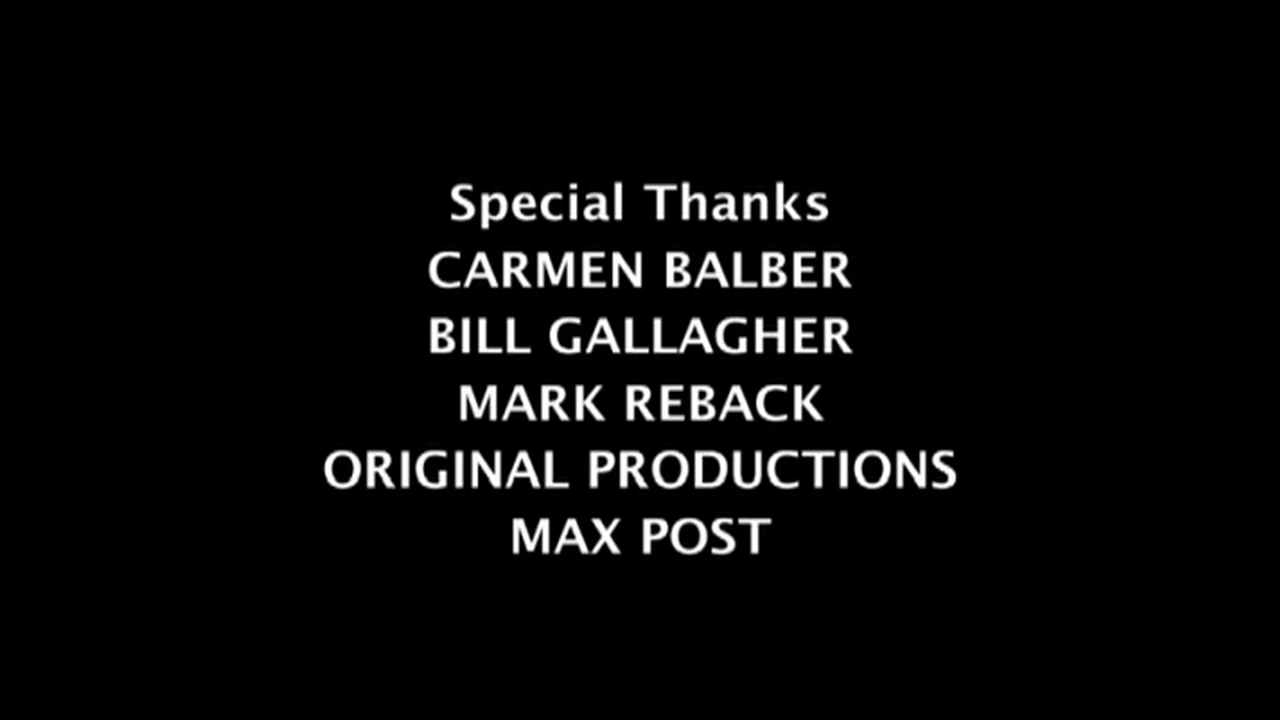 Special Thanks
CARMEN BALBER
BILL GALLAGHER
MARK REBACK
ORIGINAL PRODUCTIONS
MAX POST